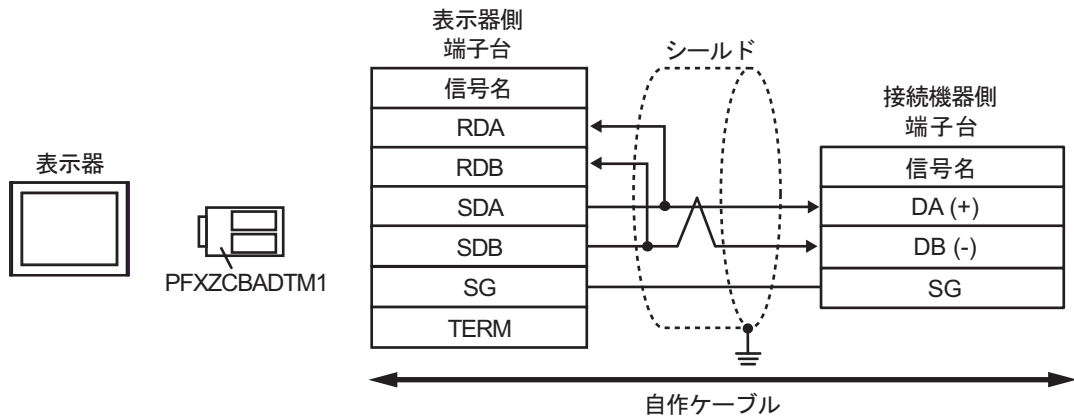 表示器
PFXZCBADTM1
表示器側
端子台
信号名
RDA
RDB
SDA
SDB
SG
TERM
シールド
接続機器側
端子台
信号名
DA (+)
DB (-)
SG
自作ケーブル